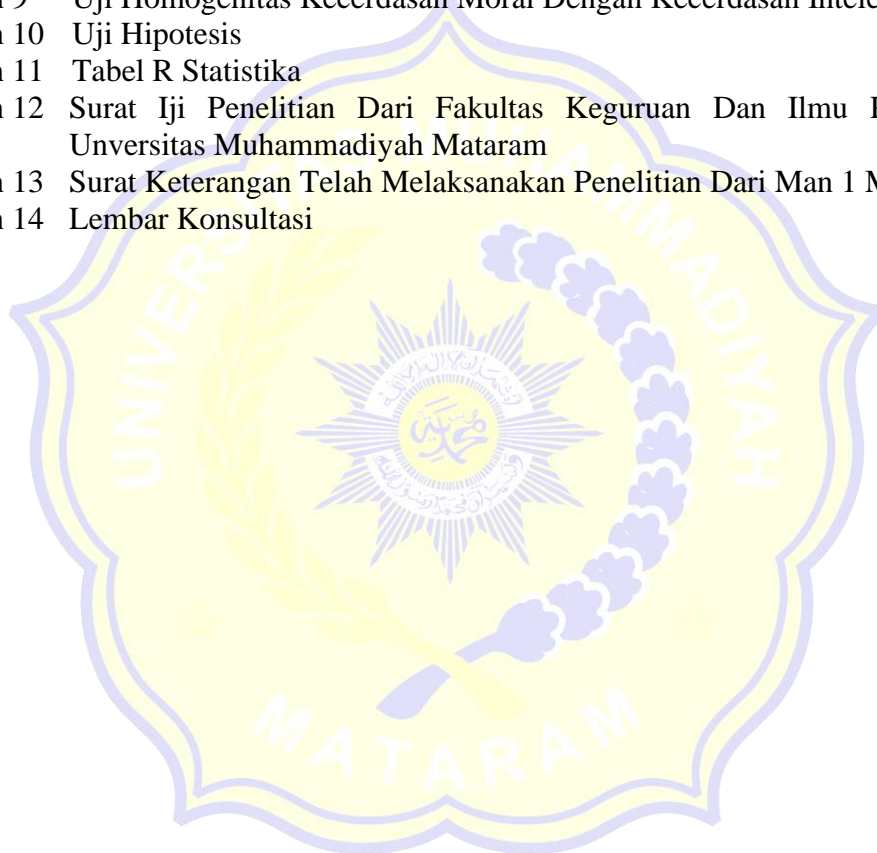 9 Uji Homogenitas Kecerdasan Moral Dengan Kecerdasan
10 Uji Hipotesis
11 Tabel R Statistika
12 Surat Iji Penelitian Dari Fakultas Keguruan Dan Ilmu
Unversitas Muhammadiyah Mataram
13 Surat Keterangan Telah Melaksanakan Penelitian Dari Man 1
14 Lembar Konsultasi
UNIVERSITAS MUHAMMADIYAH
MATARAM